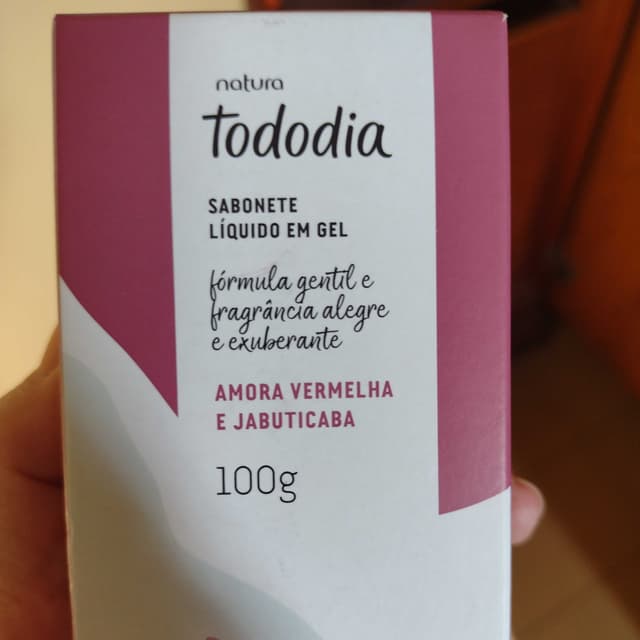 natura
tododia
SABONETE
LÍQUIDO EM GEL
fórmula gentil e
fragrância alegre
e exuberante
AMORA VERMELHA
E JABUTICABA
100g